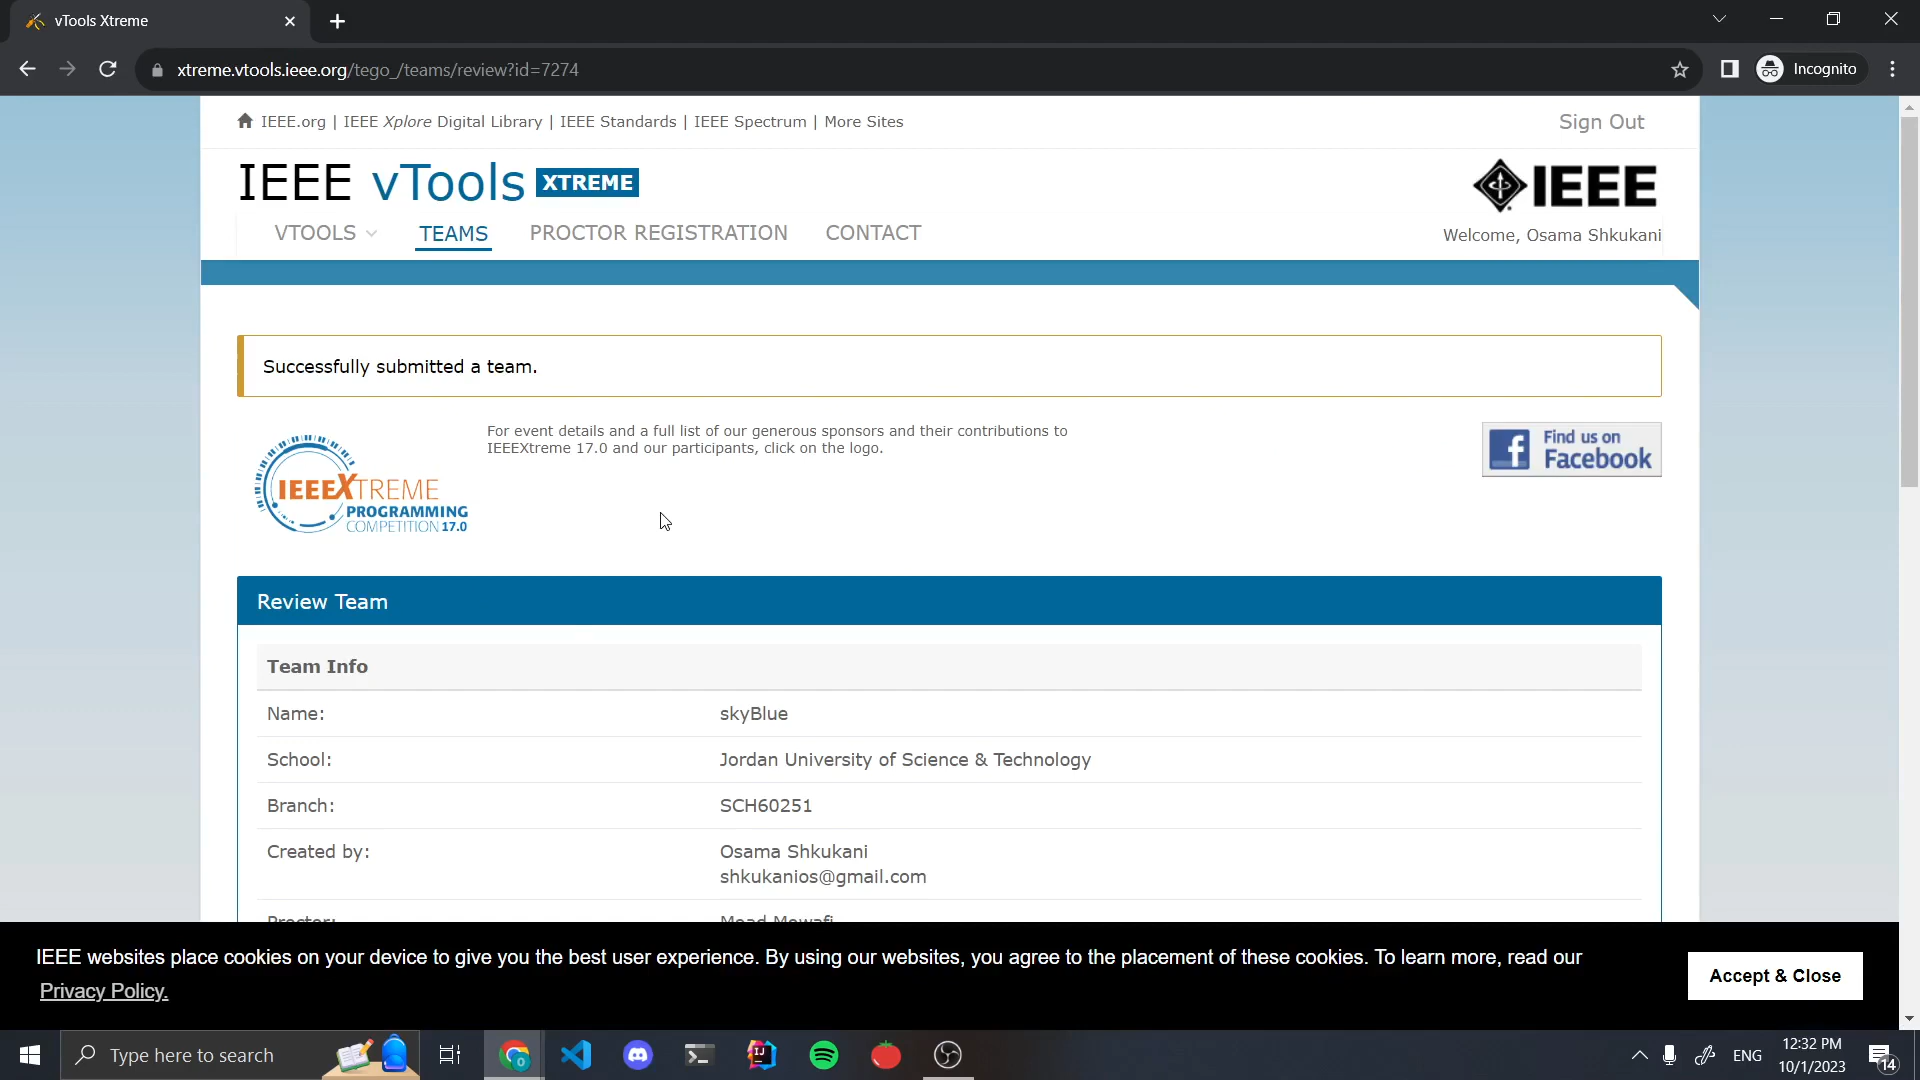 vTools Xtreme
xtreme.vtools.ieee.org/tego_/teams/review?id=7274
Incognito
IEEE.org | IEEE Xplore Digital Library | IEEE Standards | IEEE Spectrum | More Sites
Sign Out
IEEE vTools XTREME
IEEE
VTOOLS TEAMS PROCTOR REGISTRATION CONTACT
Welcome, Osama Shkukani
Successfully submitted a team.
For event details and a full list of our generous sponsors and their contributions to
IEEEXtreme 17.0 and our participants, click on the logo.
Find us on
Facebook
IEEEXTREME
PROGRAMMING
COMPETITION 17.0
Review Team
Team Info
Name: skyBlue
School: Jordan University of Science & Technology
Branch: SCH60251
Created by: Osama Shkukani
shkukanios@gmail.com
Proctor: Moad Mowafi
IEEE websites place cookies on your device to give you the best user experience. By using our websites, you agree to the placement of these cookies. To learn more, read our
Privacy Policy.
Accept & Close
Type here to search
ENG
12:32 PM
10/1/2023
14